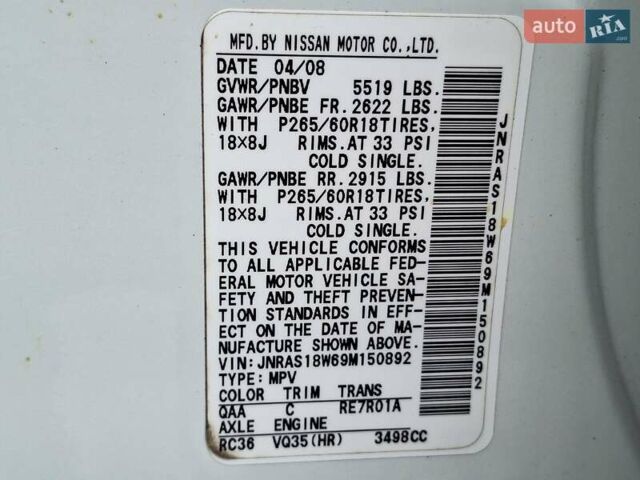 auto RIA
.com
MFD.BY NISSAN MOTOR CO.,LTD.
DATE 04/08
GVWR/PNBV 5519 LBS.
GAWR/PNBE FR.2622 LBS.
WITH P265/60R18TIRES,
18×8J RIMS.AT 33 PSI
COLD SINGLE.
GAWR/PNBE RR.2915 LBS.
WITH P265/60R18TIRES,
18×8J RIMS.AT 33 PSI
COLD SINGLE.
THIS VEHICLE CONFORMS
TO ALL APPLICABLE FED-
ERAL MOTOR VEHICLE SA-
FETY AND THEFT PREVEN-
TION STANDARDS IN EFF-
ECT ON THE DATE OF MA-
NUFACTURE SHOWN ABOVE.
VIN:JNRAS18W69M150892
TYPE:MPV
COLOR TRIM TRANS
QAA C RE7R01A
AXLE ENGINE
RC36 VQ35(HR) 3498CC
JNRAS18W69M150892